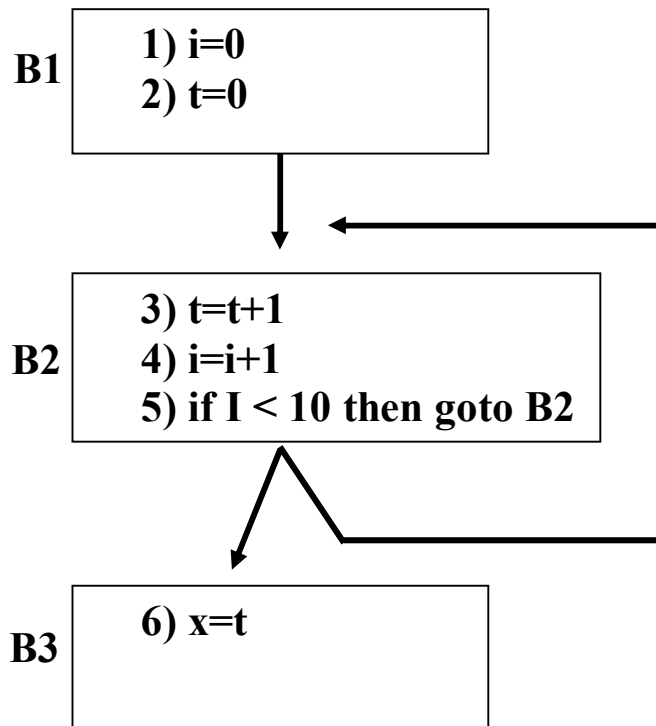 B1
1) i=0
2) t=0
B2
3) t=t+1
4) i=i+1
5) if I < 10 then goto B2
B3
6) x=t